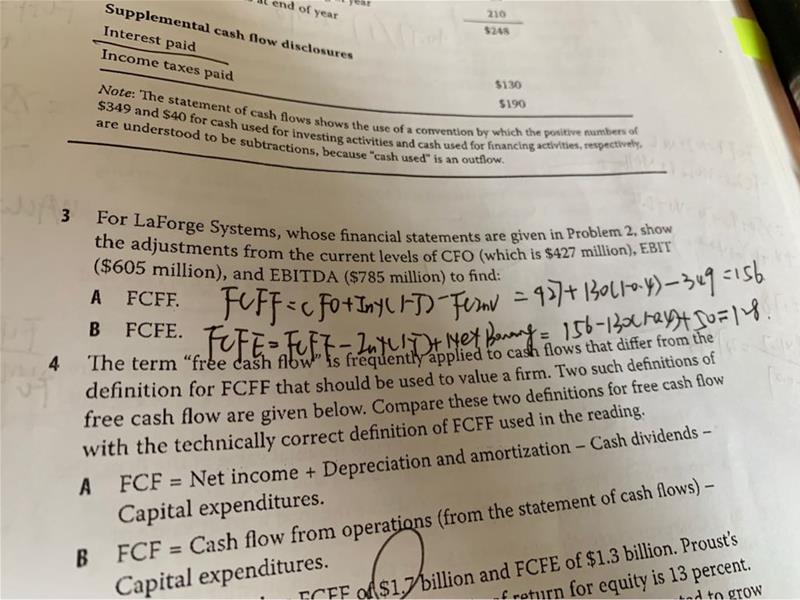 at end of year
210
$248
Supplemental cash flow disclosures
Interest paid
$130
Income taxes paid
$190
Note: The statement of cash flows shows the use of a convention by which the positive numbers of
$349 and $40 for cash used for investing activities and cash used for financing activities, respectively,
are understood to be subtractions, because "cash used" is an outflow.
3 For LaForge Systems, whose financial statements are given in Problem 2, show
the adjustments from the current levels of CFO (which is $427 million), EBIT
($605 million), and EBITDA ($785 million) to find:
A FCFF. FCFF = CFO + Int(1-T) - FCInv = 427 + 130(1-0.4) - 349 = 156
B FCFE. FCFE = FCFF - Int(1-T) + Net Borrowing = 156 - 130(1-0.4) + 50 = 128.
4 The term "free cash flow" is frequently applied to cash flows that differ from the
definition for FCFF that should be used to value a firm. Two such definitions of
free cash flow are given below. Compare these two definitions for free cash flow
with the technically correct definition of FCFF used in the reading.
A FCF = Net income + Depreciation and amortization – Cash dividends –
Capital expenditures.
B FCF = Cash flow from operations (from the statement of cash flows) –
Capital expenditures.
FCFF of $1.7 billion and FCFE of $1.3 billion. Proust's
of return for equity is 13 percent.
to grow